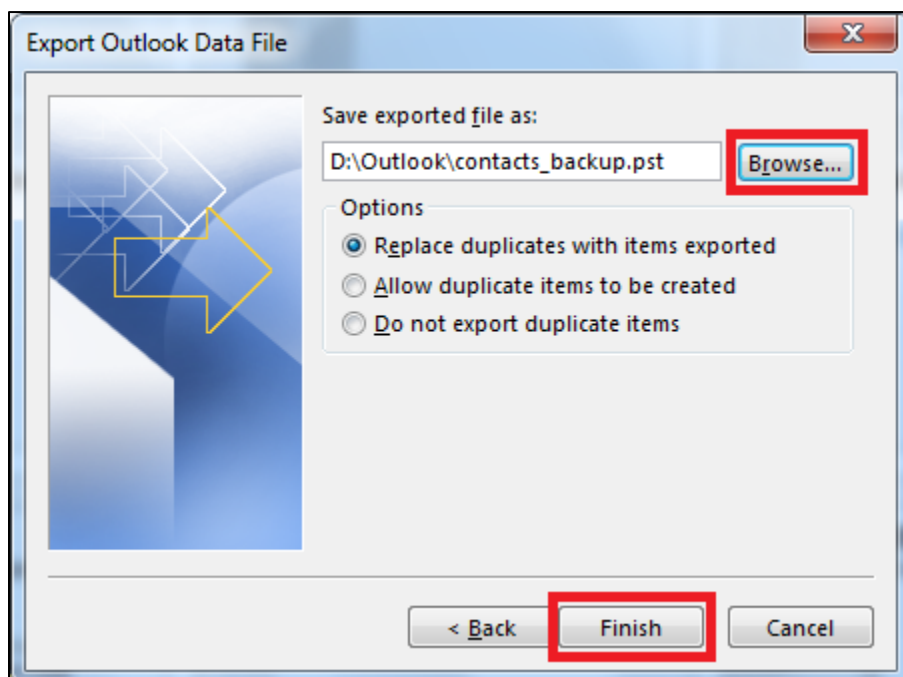 Export Outlook Data File
X
Save exported file as:
D:\Outlook\contacts_backup.pst
Browse...
Options
Replace duplicates with items exported
Allow duplicate items to be created
Do not export duplicate items
< Back
Finish
Cancel